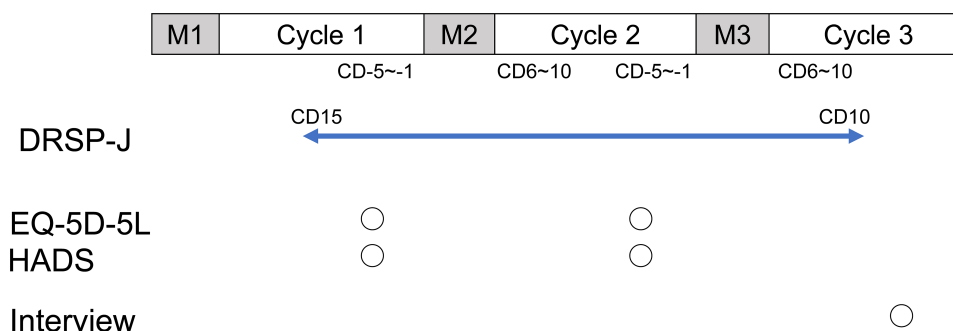 M1 Cycle 1 M2 Cycle 2 M3 Cycle 3
CD-5~-1 CD6~10 CD-5~-1 CD6~10
CD15 CD10
DRSP-J
EQ-5D-5L
HADS
Interview